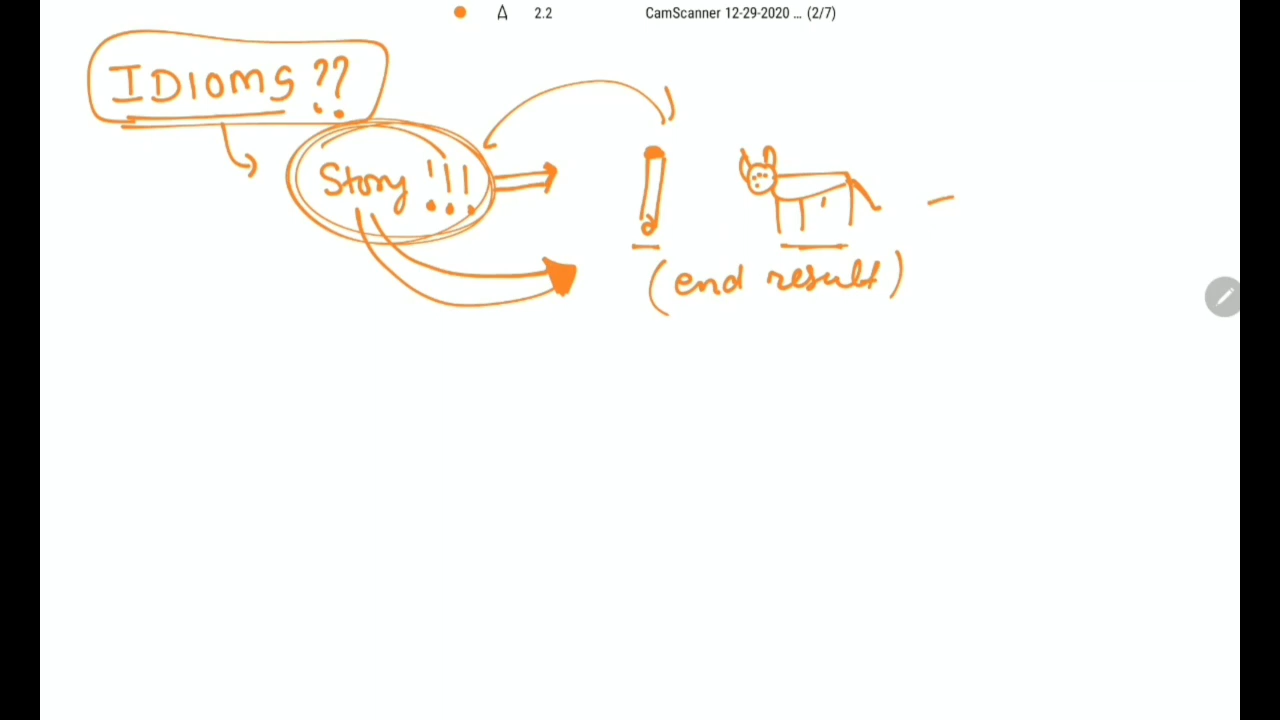 A 2.2 CamScanner 12-29-2020 ... (2/7)
IDIOMS ??
Story !!!
(end result)